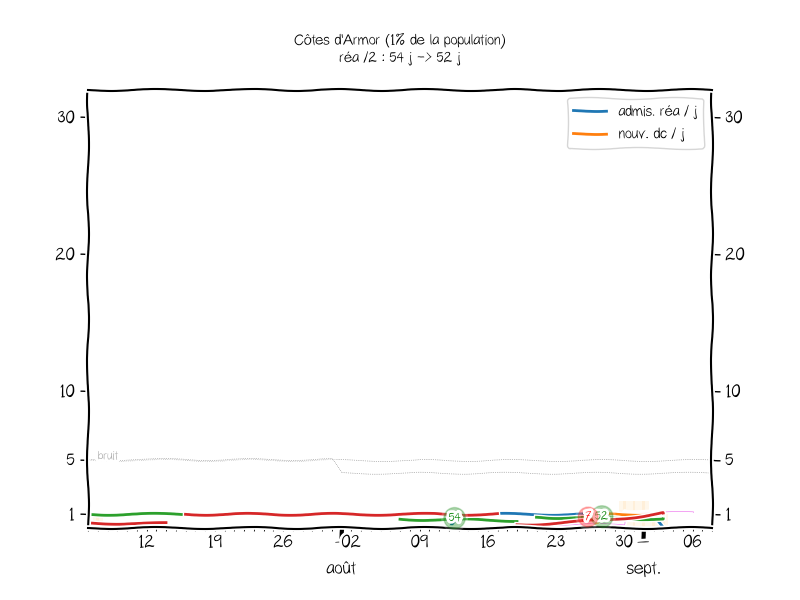 Côtes d'Armor (1% de la population)
réa /2 : 54 j -> 52 j
admis. réa / j
nouv. dc / j
30 30
20 20
10 10
5 bruit 5
1 54 7 52 1
12 19 26 02 09 16 23 30 06
août sept.